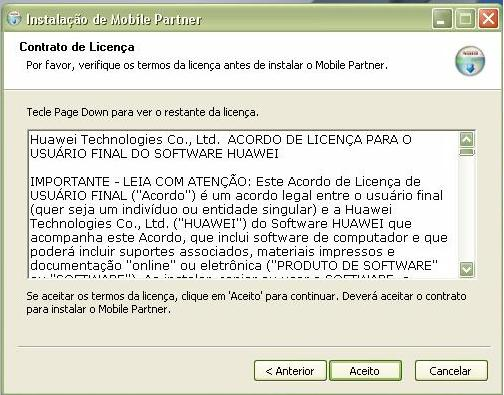 Instalação de Mobile Partner
Contrato de Licença
Por favor, verifique os termos da licença antes de instalar o Mobile Partner.
Tecle Page Down para ver o restante da licença.
Huawei Technologies Co., Ltd. ACORDO DE LICENÇA PARA O
USUÁRIO FINAL DO SOFTWARE HUAWEI
IMPORTANTE - LEIA COM ATENÇÃO: Este Acordo de Licença de
USUÁRIO FINAL ("Acordo") é um acordo legal entre o usuário final
(quer seja um indivíduo ou entidade singular) e a Huawei
Technologies Co., Ltd. ("HUAWEI") do Software HUAWEI que
acompanha este Acordo, que inclui software de computador e que
poderá incluir suportes associados, materiais impressos e
documentação "online" ou eletrônica ("PRODUTO DE SOFTWARE"
ou "SOFTWARE"). Ao instalar, copiar ou usar o SOFTWARE, o
Se aceitar os termos da licença, clique em 'Aceito' para continuar. Deverá aceitar o contrato
para instalar o Mobile Partner.
< Anterior
Aceito
Cancelar